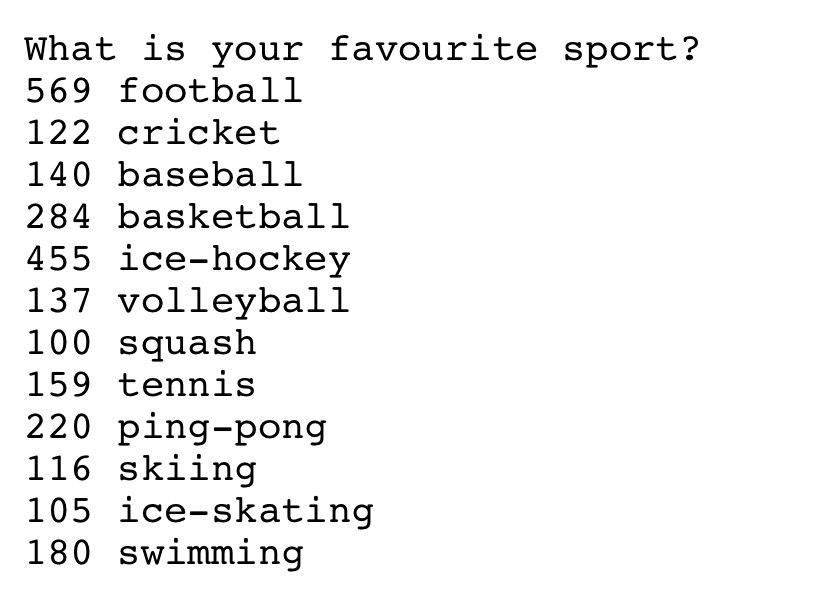 What is your favourite sport?
569 football
122 cricket
140 baseball
284 basketball
455 ice-hockey
137 volleyball
100 squash
159 tennis
220 ping-pong
116 skiing
105 ice-skating
180 swimming